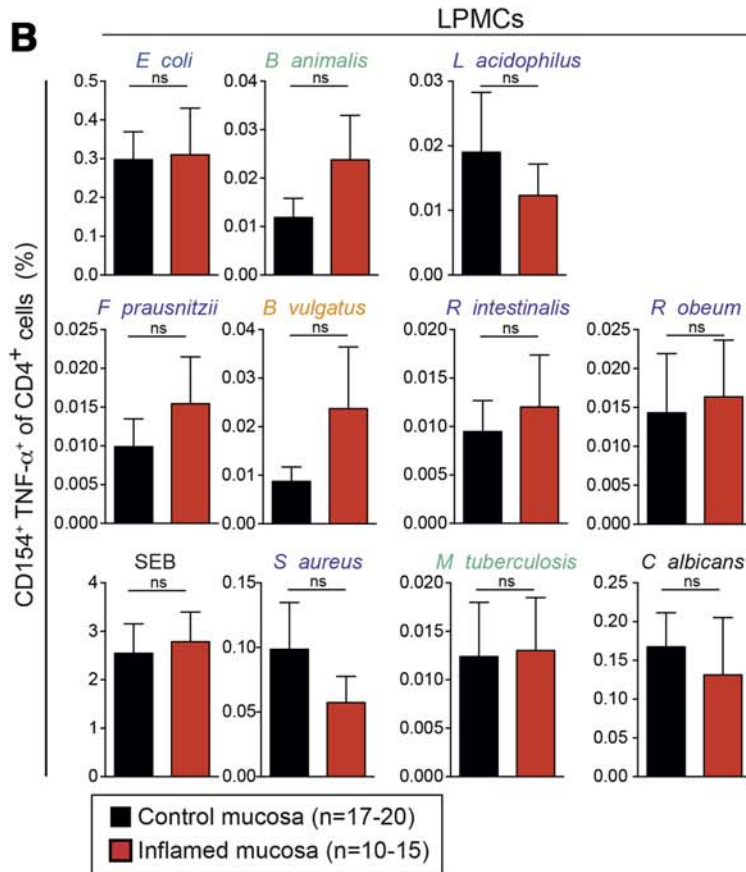 B
LPMCs
CD154+ TNF-α+ of CD4+ cells (%)
E coli
ns
0.5
0.4
0.3
0.2
0.1
0.0
B animalis
ns
0.04
0.03
0.02
0.01
0.00
L acidophilus
ns
0.03
0.02
0.01
0.00
F prausnitzii
ns
0.025
0.020
0.015
0.010
0.005
0.000
B vulgatus
ns
0.04
0.03
0.02
0.01
0.00
R intestinalis
ns
0.020
0.015
0.010
0.005
0.000
R obeum
ns
0.025
0.020
0.015
0.010
0.005
0.000
SEB
ns
4
3
2
1
0
S aureus
ns
0.15
0.10
0.05
0.00
M tuberculosis
ns
0.020
0.015
0.010
0.005
0.000
C albicans
ns
0.25
0.20
0.15
0.10
0.05
0.00
Control mucosa (n=17-20)
Inflamed mucosa (n=10-15)